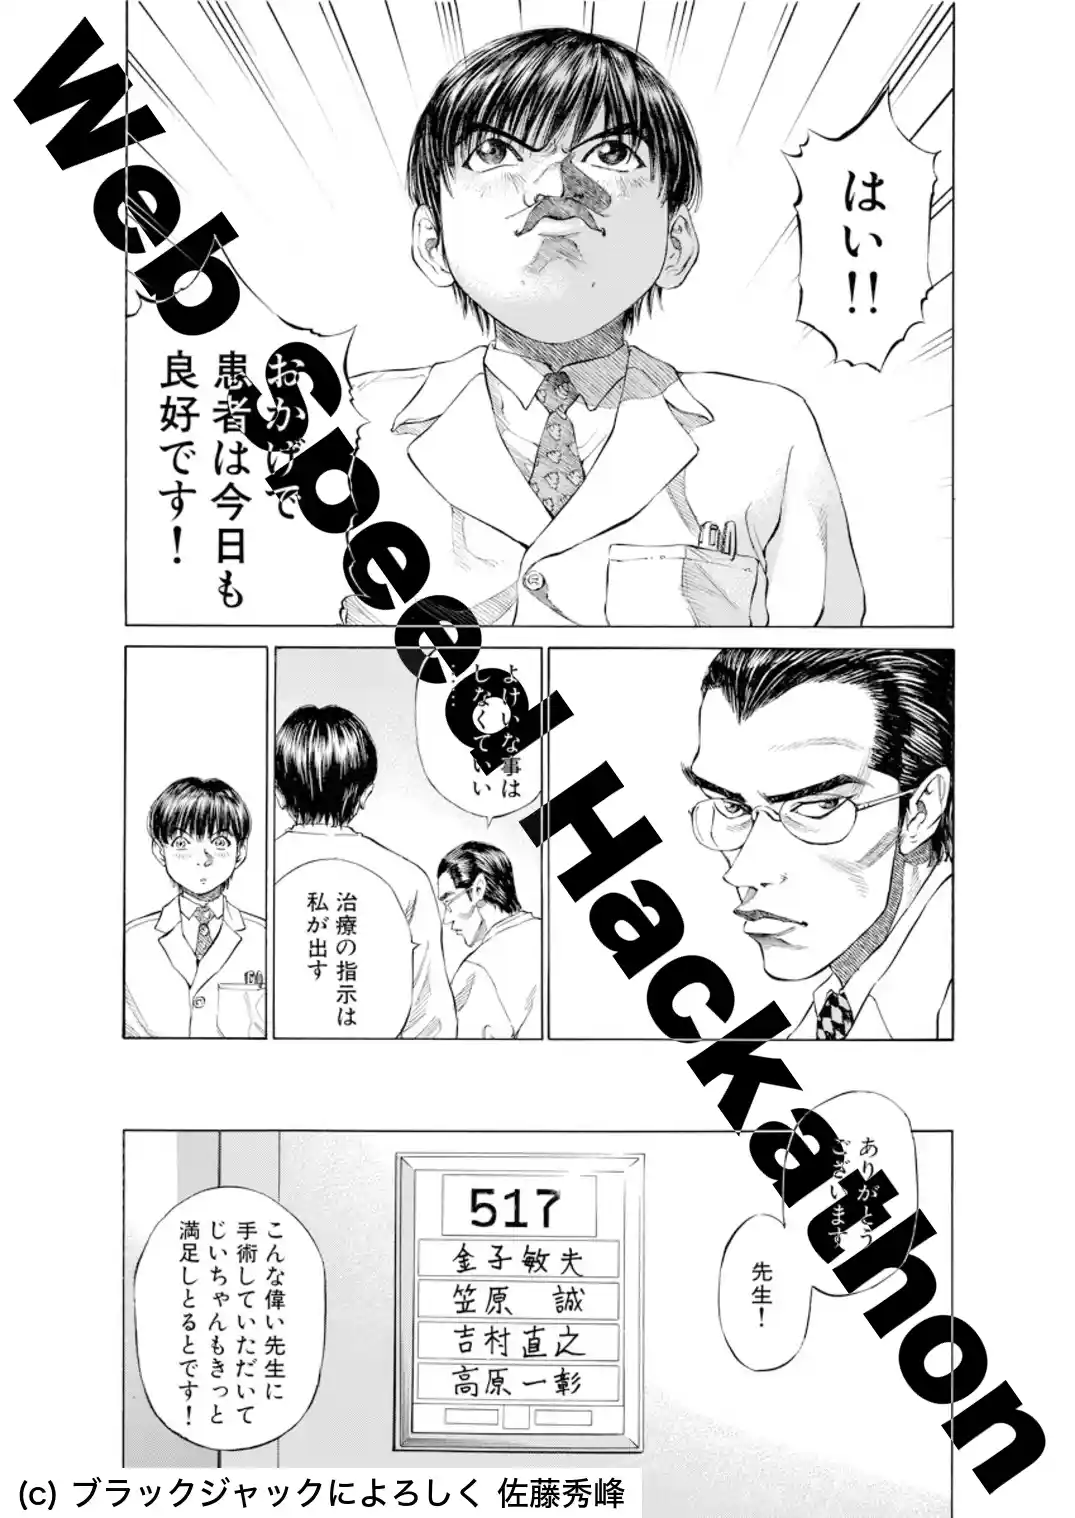 はい!!
おかげで
患者は今日も
良好です!
よけいな事は
しなくていい
…
治療の指示は
私が出す
ありがとう
ございます
先生!
517
金子敏夫
笠原 誠
吉村直之
高原一彰
こんな偉い先生に
手術していただいて
じいちゃんもきっと
満足しとるとです!
Web Speed Hackathon
(c) ブラックジャックによろしく 佐藤秀峰